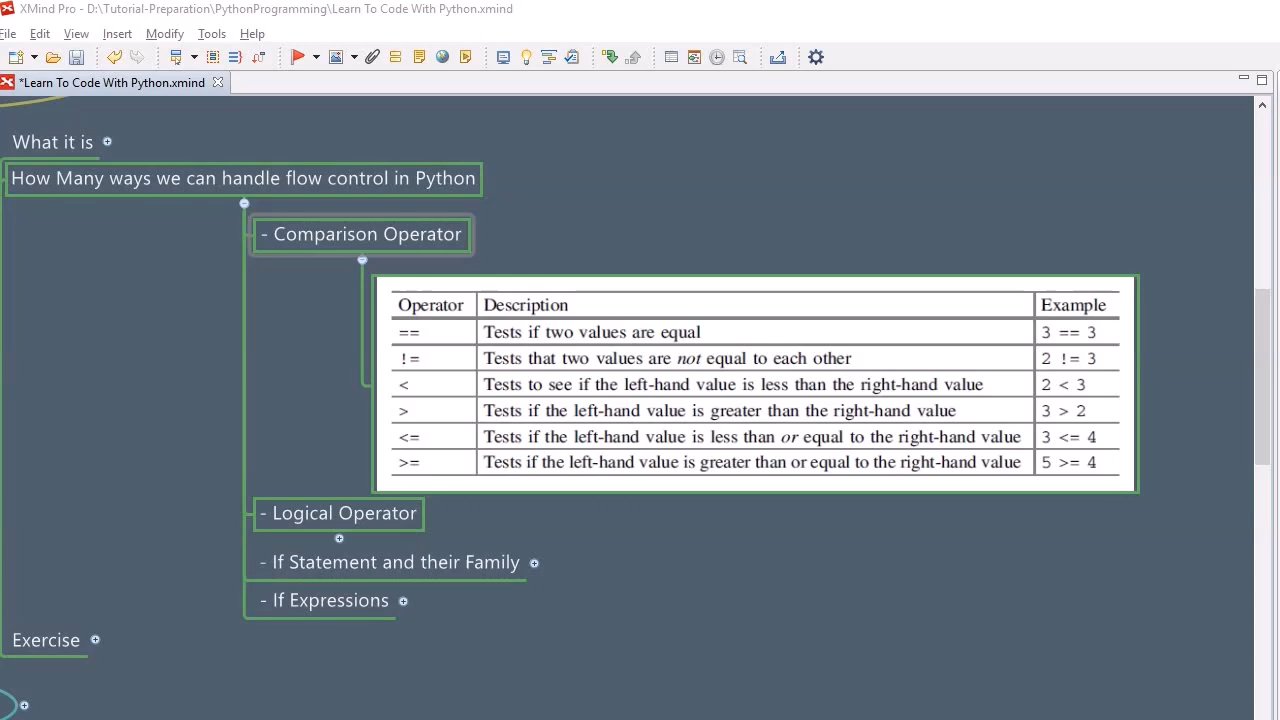 XMind Pro - D:\Tutorial-Preparation\PythonProgramming\Learn To Code With Python.xmind
File Edit View Insert Modify Tools Help
*Learn To Code With Python.xmind
What it is
How Many ways we can handle flow control in Python
- Comparison Operator
Operator Description Example
== Tests if two values are equal 3 == 3
!= Tests that two values are not equal to each other 2 != 3
< Tests to see if the left-hand value is less than the right-hand value 2 < 3
> Tests if the left-hand value is greater than the right-hand value 3 > 2
<= Tests if the left-hand value is less than or equal to the right-hand value 3 <= 4
>= Tests if the left-hand value is greater than or equal to the right-hand value 5 >= 4
- Logical Operator
- If Statement and their Family
- If Expressions
Exercise